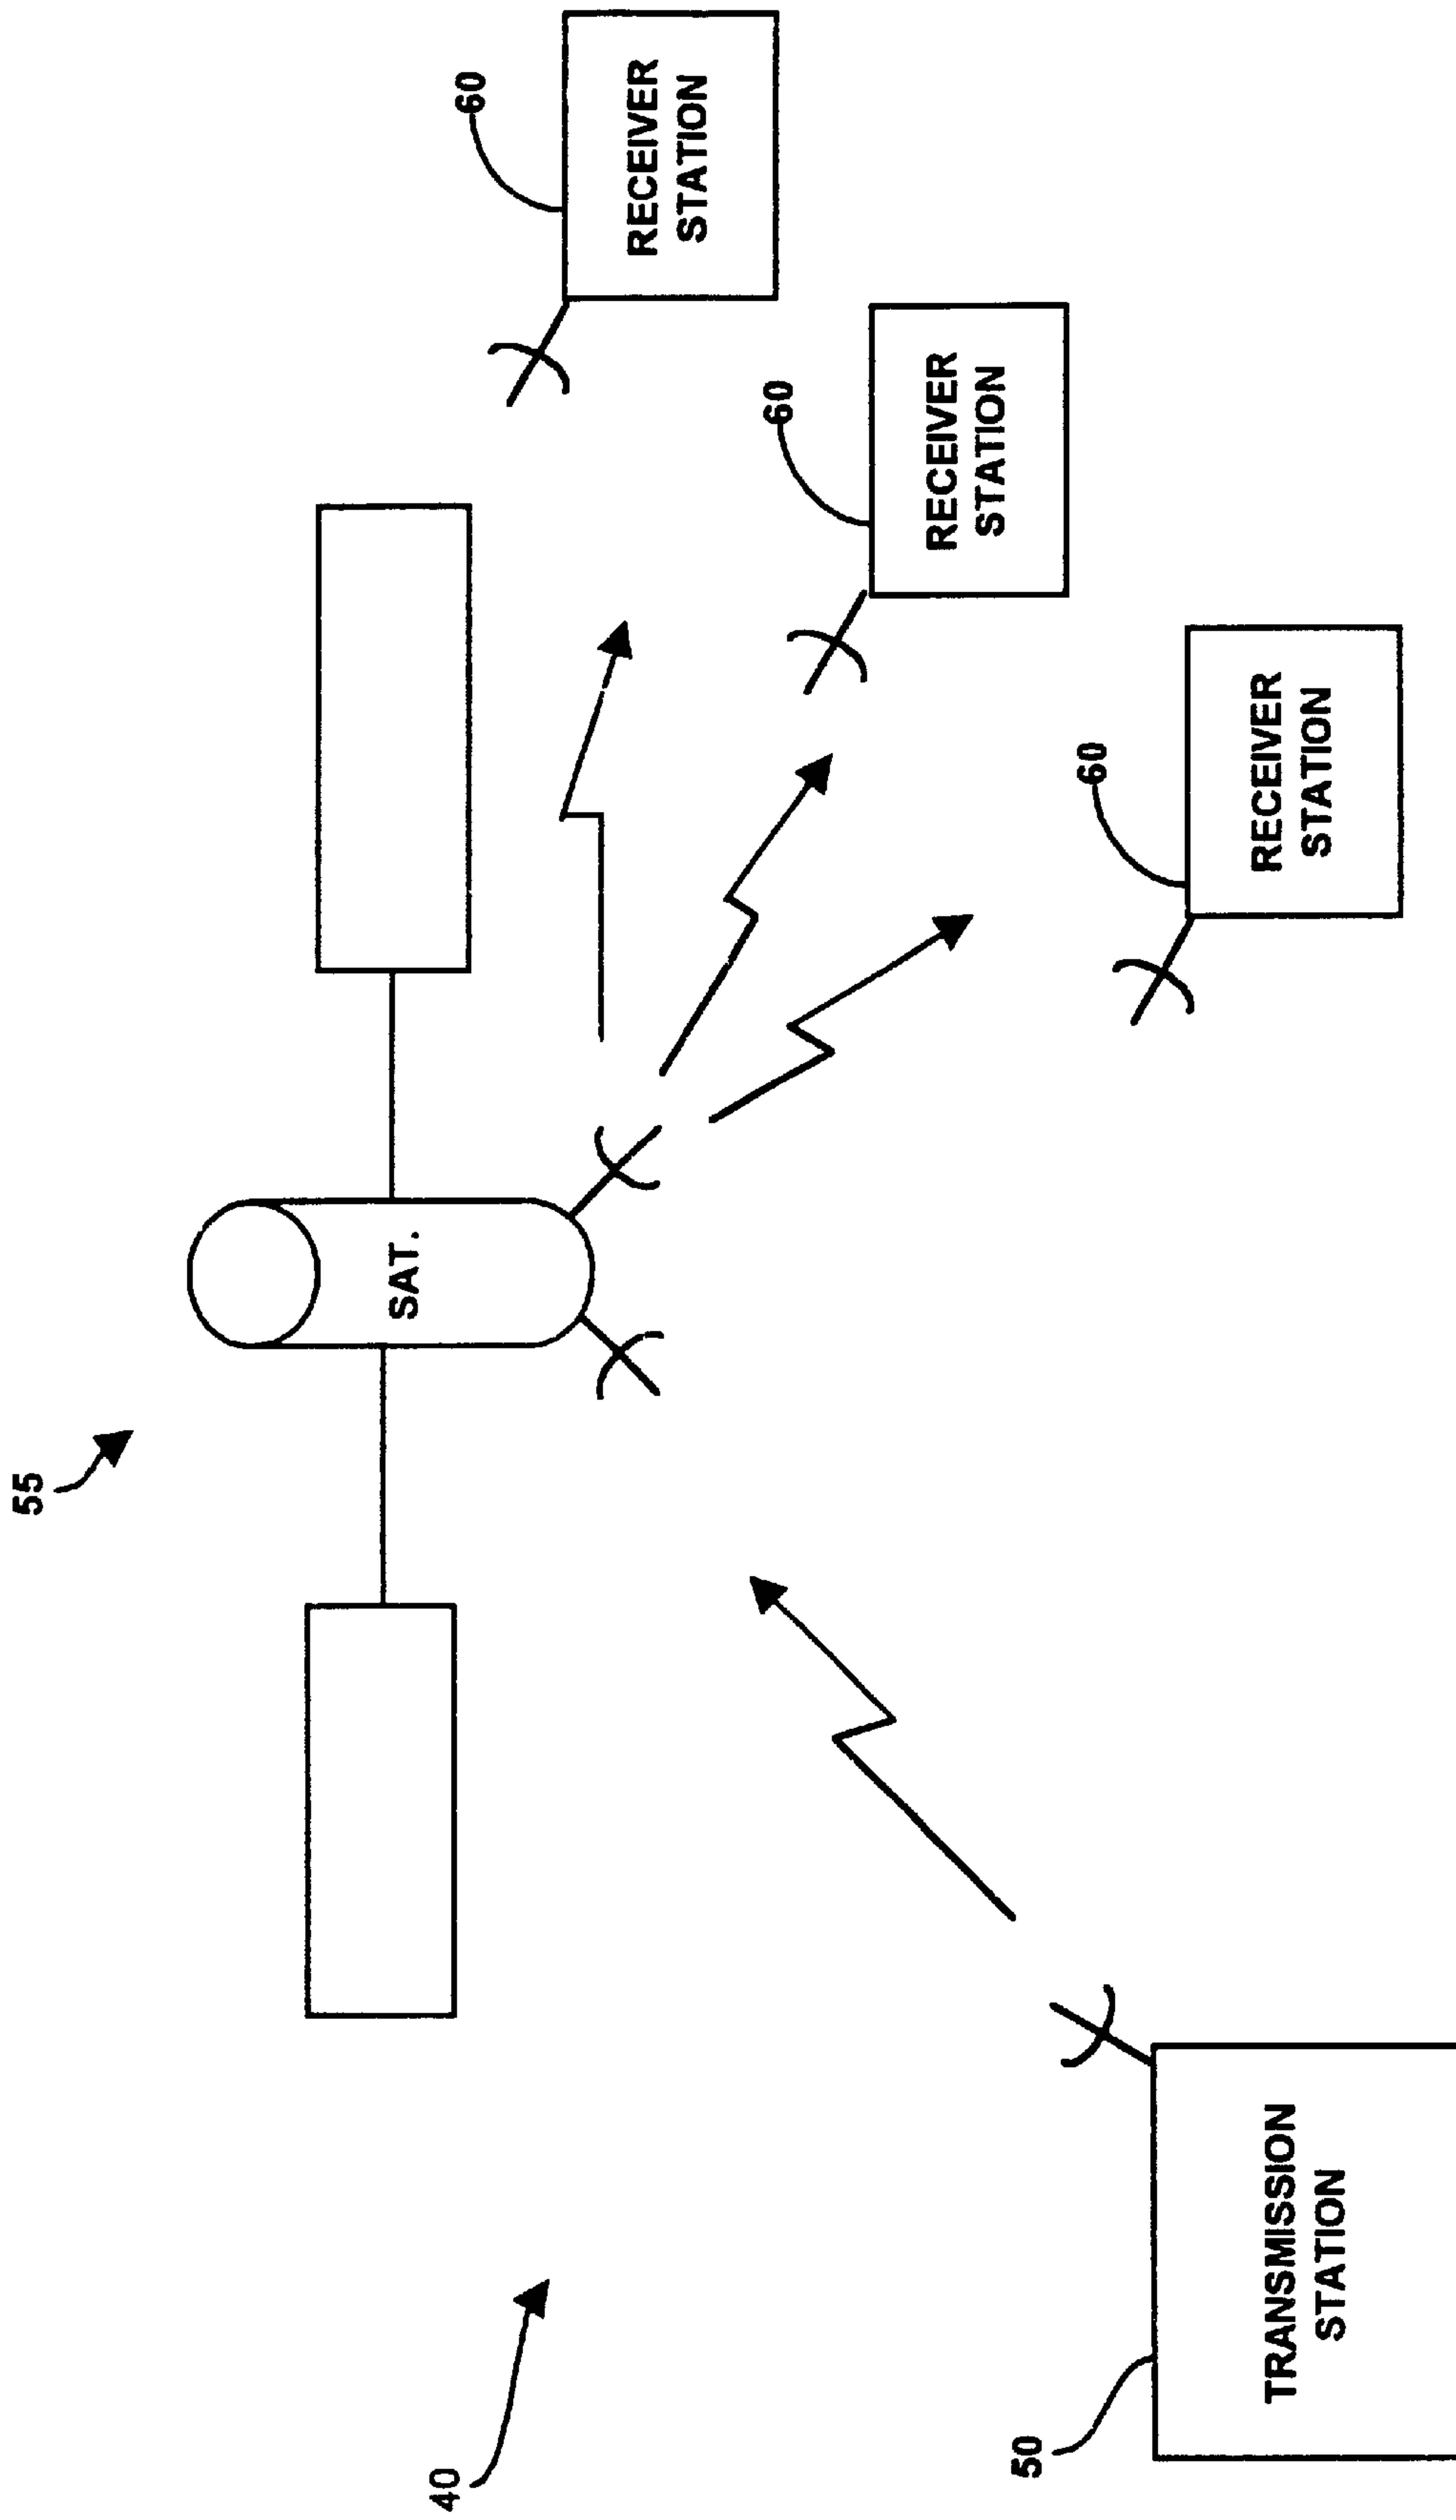 55
40
SAT.
60
RECEIVER
STATION
60
RECEIVER
STATION
60
RECEIVER
STATION
50
TRANSMISSION
STATION